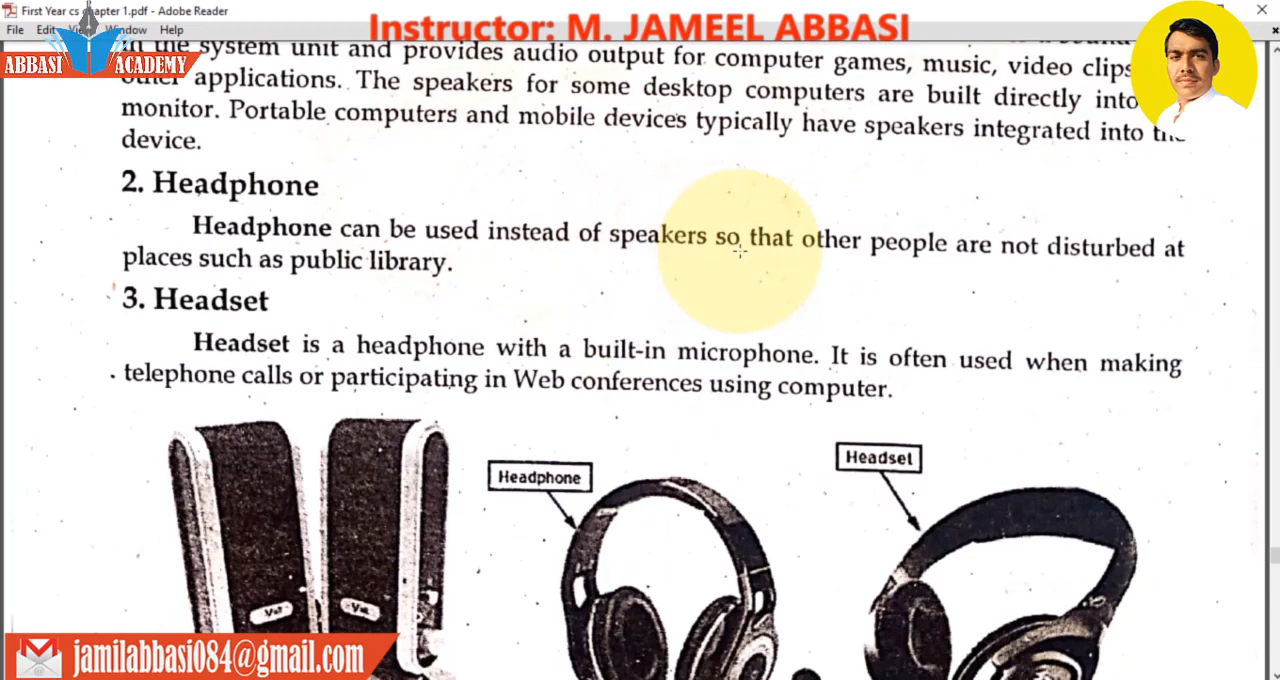 First Year cs chapter 1.pdf - Adobe Reader
Instructor: M. JAMEEL ABBASI
File Edit View Window Help
ABBASI ACADEMY
in the system unit and provides audio output for computer games, music, video clips
other applications. The speakers for some desktop computers are built directly into
monitor. Portable computers and mobile devices typically have speakers integrated into the
device.
2. Headphone
Headphone can be used instead of speakers so that other people are not disturbed at
places such as public library.
3. Headset
Headset is a headphone with a built-in microphone. It is often used when making
telephone calls or participating in Web conferences using computer.
Headphone
Headset
jamilabbasi084@gmail.com